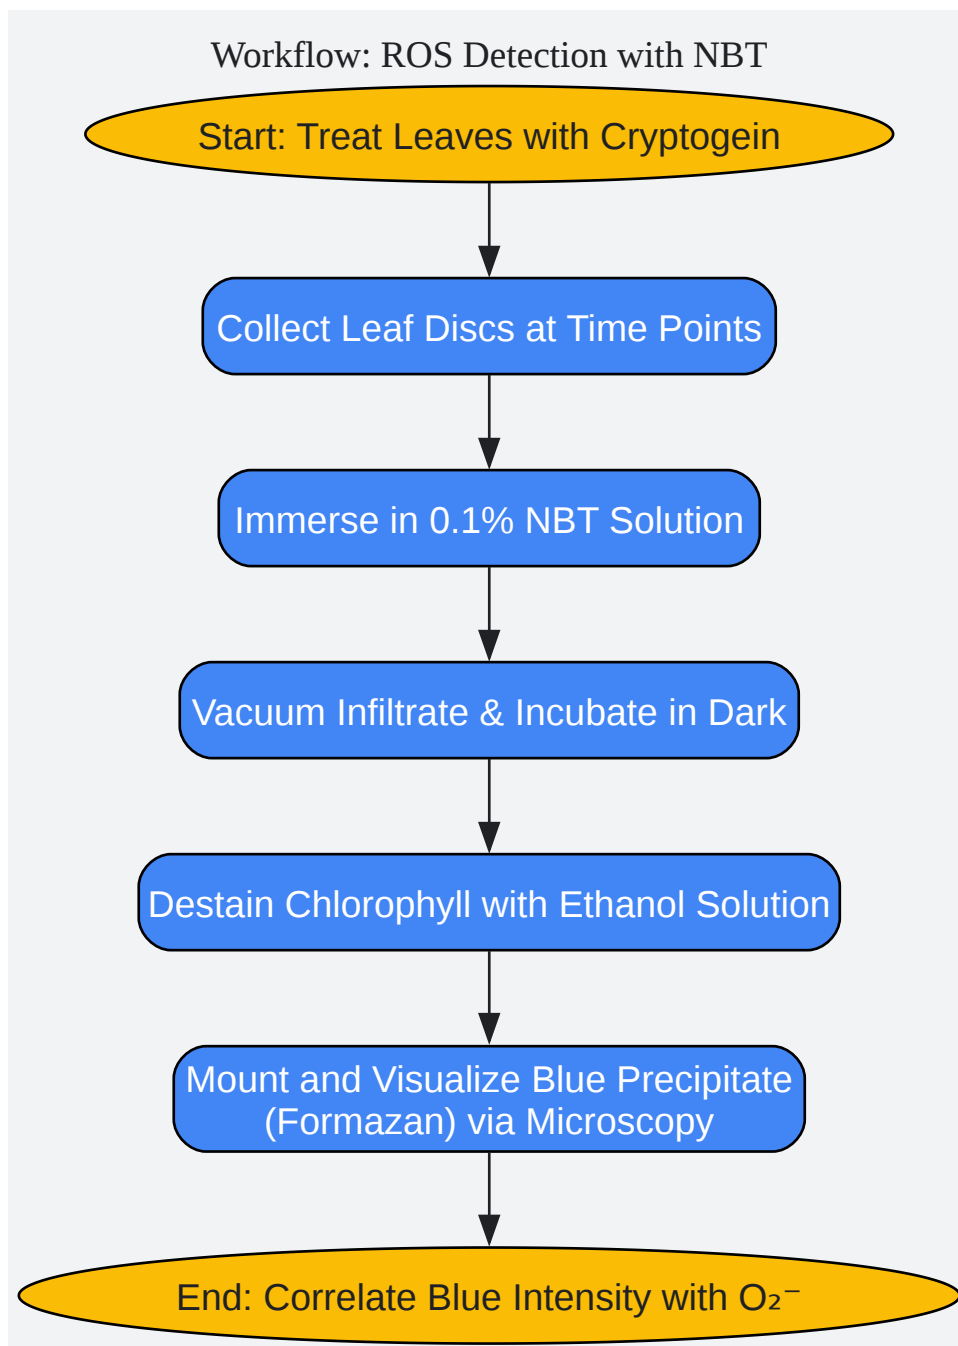 Workflow: ROS Detection with NBT
Start: Treat Leaves with Cryptogein
Collect Leaf Discs at Time Points
Immerse in 0.1% NBT Solution
Vacuum Infiltrate & Incubate in Dark
Destain Chlorophyll with Ethanol Solution
Mount and Visualize Blue Precipitate
(Formazan) via Microscopy
End: Correlate Blue Intensity with O₂⁻